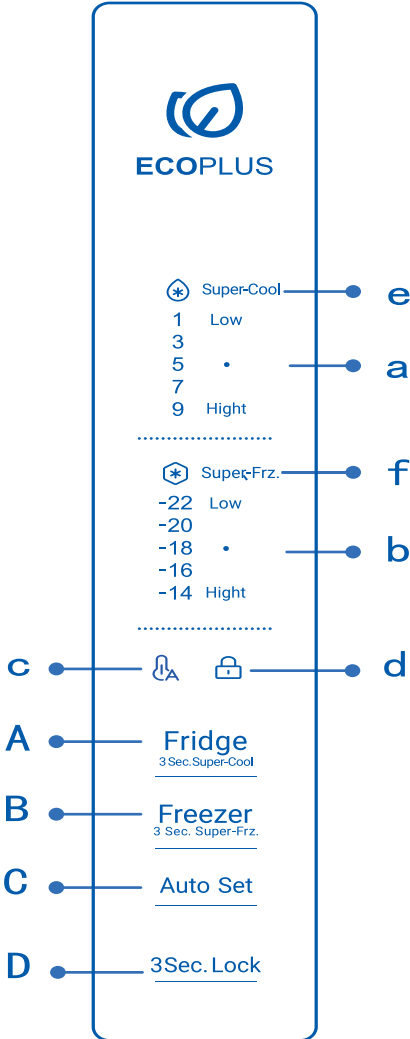 ECOPLUS
Super-Cool e
1 Low
3
5 • a
7
9 Hight
Super-Frz. f
-22 Low
-20
-18 • b
-16
-14 Hight
c A d
A Fridge
3 Sec.Super-Cool
B Freezer
3 Sec. Super-Frz.
C Auto Set
D 3Sec.Lock